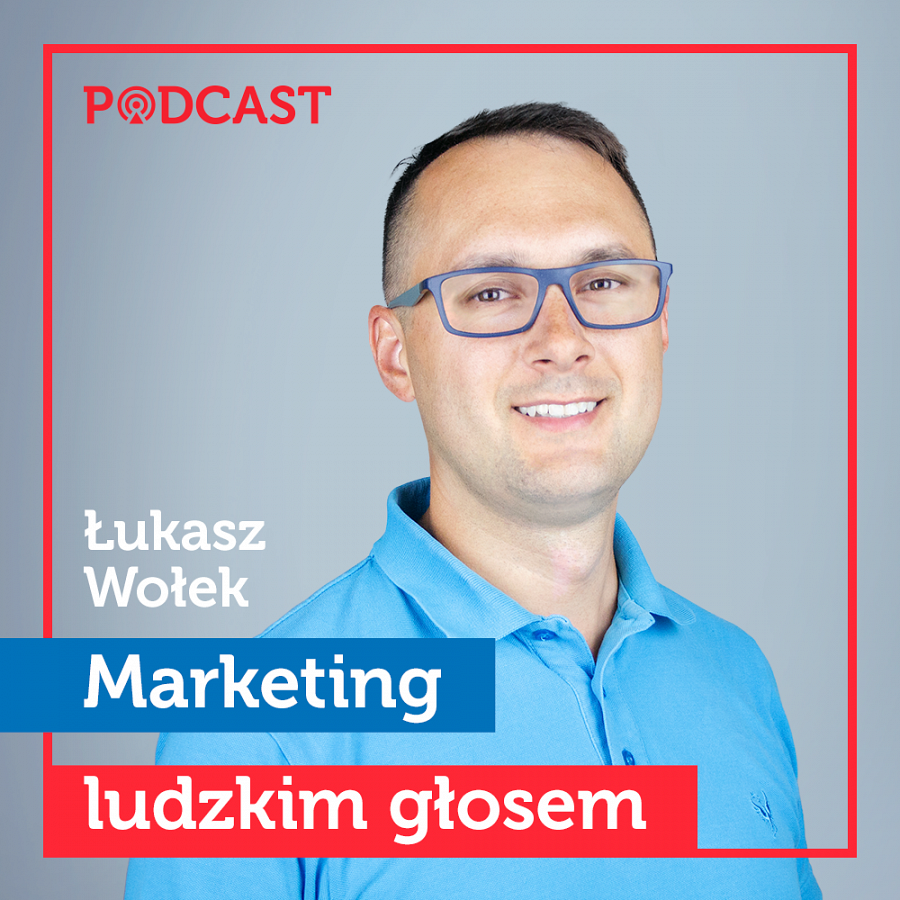 PODCAST
Łukasz
Wołek
Marketing
ludzkim głosem